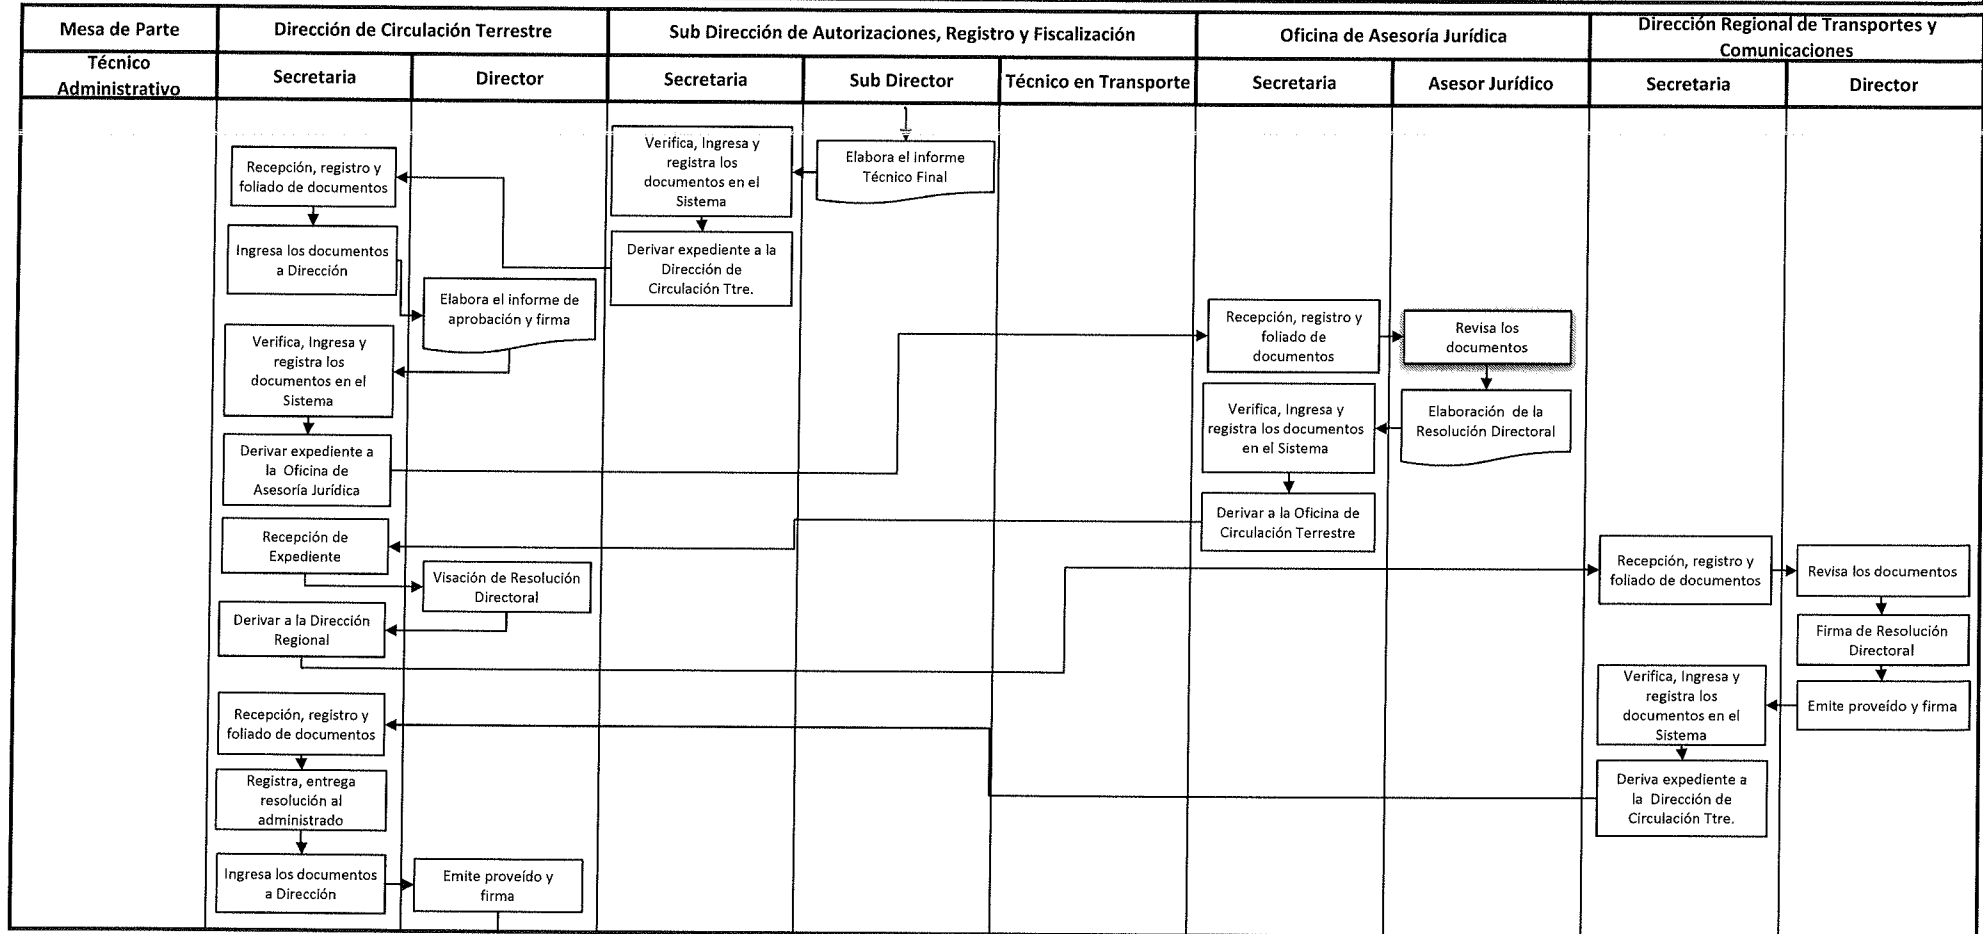 Mesa de Parte
Dirección de Circulación Terrestre
Sub Dirección de Autorizaciones, Registro y Fiscalización
Oficina de Asesoría Jurídica
Dirección Regional de Transportes y
Comunicaciones
Técnico
Administrativo
Secretaria
Director
Secretaria
Sub Director
Técnico en Transporte
Secretaria
Asesor Jurídico
Secretaria
Director
Elabora el informe
Técnico Final
Verifica, Ingresa y
registra los
documentos en el
Sistema
Derivar expediente a la
Dirección de
Circulación Ttre.
Recepción, registro y
foliado de documentos
Ingresa los documentos
a Dirección
Elabora el informe de
aprobación y firma
Verifica, Ingresa y
registra los
documentos en el
Sistema
Derivar expediente a
la Oficina de
Asesoría Jurídica
Recepción, registro y
foliado de
documentos
Revisa los
documentos
Elaboración de la
Resolución Directoral
Verifica, Ingresa y
registra los documentos
en el Sistema
Derivar a la Oficina de
Circulación Terrestre
Recepción de
Expediente
Visación de Resolución
Directoral
Derivar a la Dirección
Regional
Recepción, registro y
foliado de documentos
Revisa los documentos
Firma de Resolución
Directoral
Emite proveído y firma
Verifica, Ingresa y
registra los
documentos en el
Sistema
Deriva expediente a
la Dirección de
Circulación Ttre.
Recepción, registro y
foliado de documentos
Registra, entrega
resolución al
administrado
Ingresa los documentos
a Dirección
Emite proveído y
firma